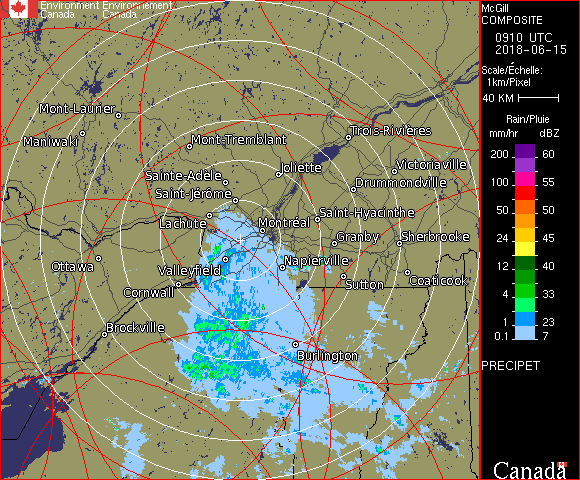 Environment Environnement
Canada Canada
McGill
COMPOSITE
0910 UTC
2018-06-15
Scale/Échelle:
1km/Pixel
40 KM
Rain/Pluie
mm/hr dBZ
200 60
150 55
100 55
50 50
24 45
12 40
4 33
1 23
0.1 7
PRECIPET
Canada
Mont-Laurier
Maniwaki
Mont-Tremblant
Trois-Rivières
Joliette
Victoriaville
Sainte-Adèle
Drummondville
Saint-Jérôme
Lachute
Saint-Hyacinthe
Montréal
Granby
Sherbrooke
Ottawa
Valleyfield
Napierville
Cornwall
Sutton
Coaticook
Brockville
Burlington